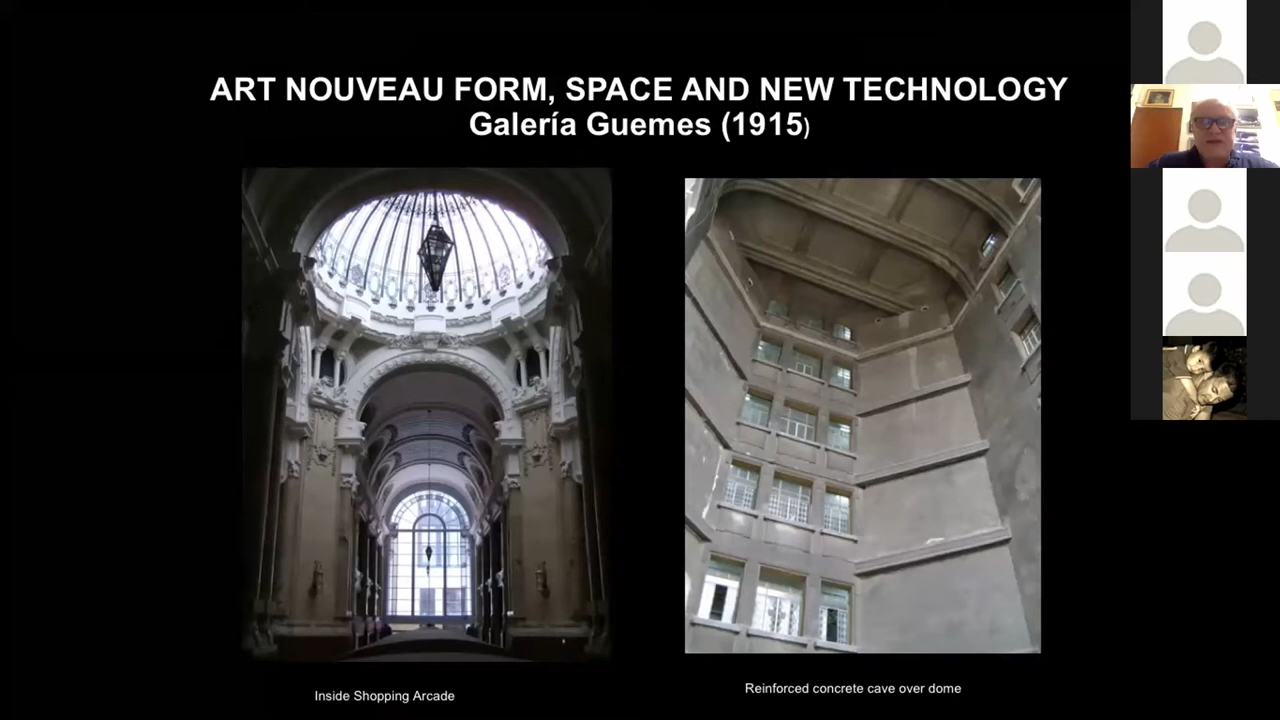 ART NOUVEAU FORM, SPACE AND NEW TECHNOLOGY
Galería Guemes (1915)
Inside Shopping Arcade
Reinforced concrete cave over dome